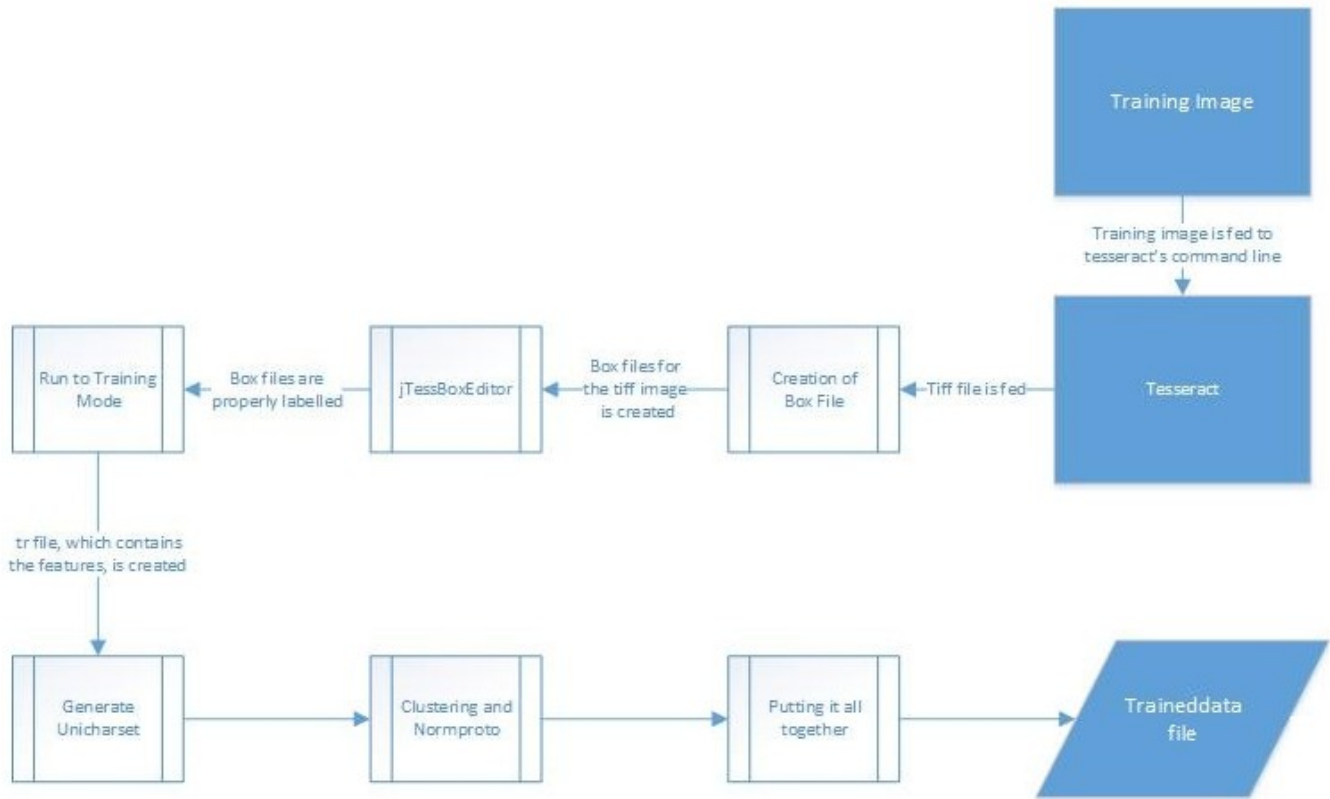 Training Image
Training image is fed to
tesseract's command line
Tesseract
Tiff file is fed
Creation of
Box File
Box files for
the tiff image
is created
jTessBoxEditor
Box files are
properly labelled
Run to Training
Mode
tr file, which contains
the features, is created
Generate
Unicharset
Clustering and
Normproto
Putting it all
together
Traineddata
file